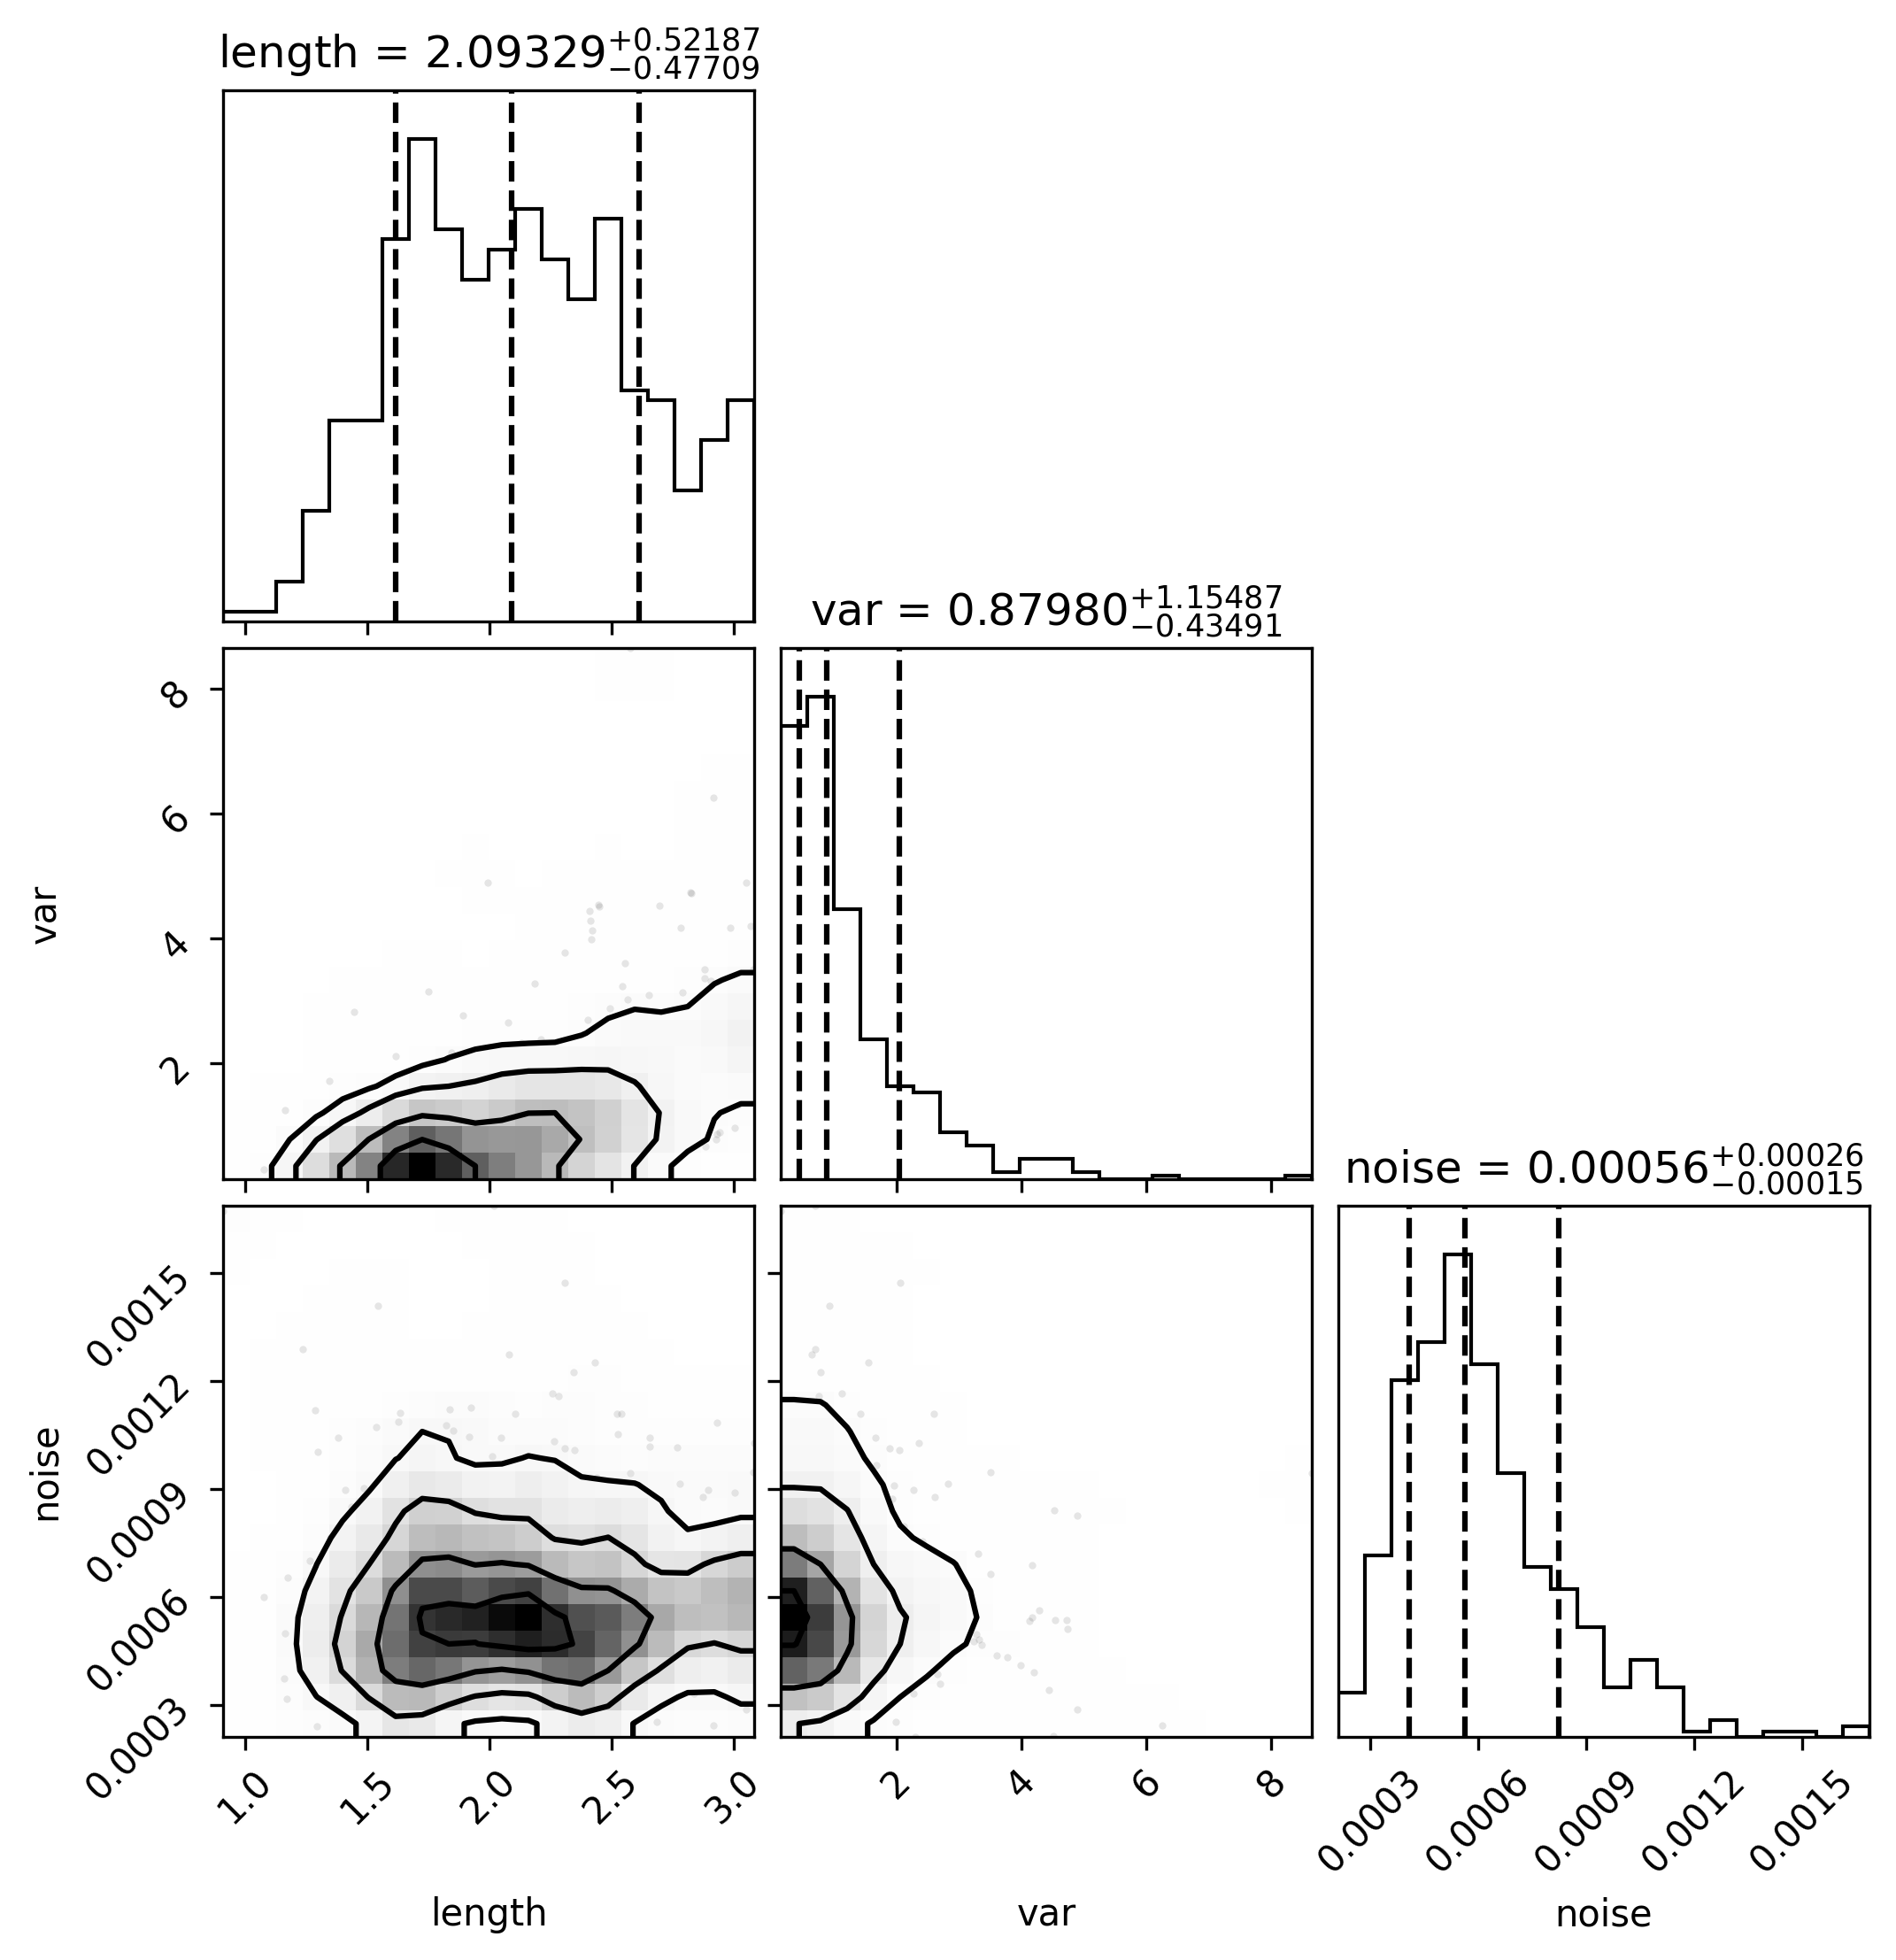 length = 2.09329+0.52187−0.47709
var = 0.87980+1.15487−0.43491
8
6
4
2
var
noise = 0.00056+0.00026−0.00015
0.0015
0.0012
0.0009
0.0006
0.0003
noise
1.0 1.5 2.0 2.5 3.0
2 4 6 8
0.0003 0.0006 0.0009 0.0012 0.0015
length
var
noise